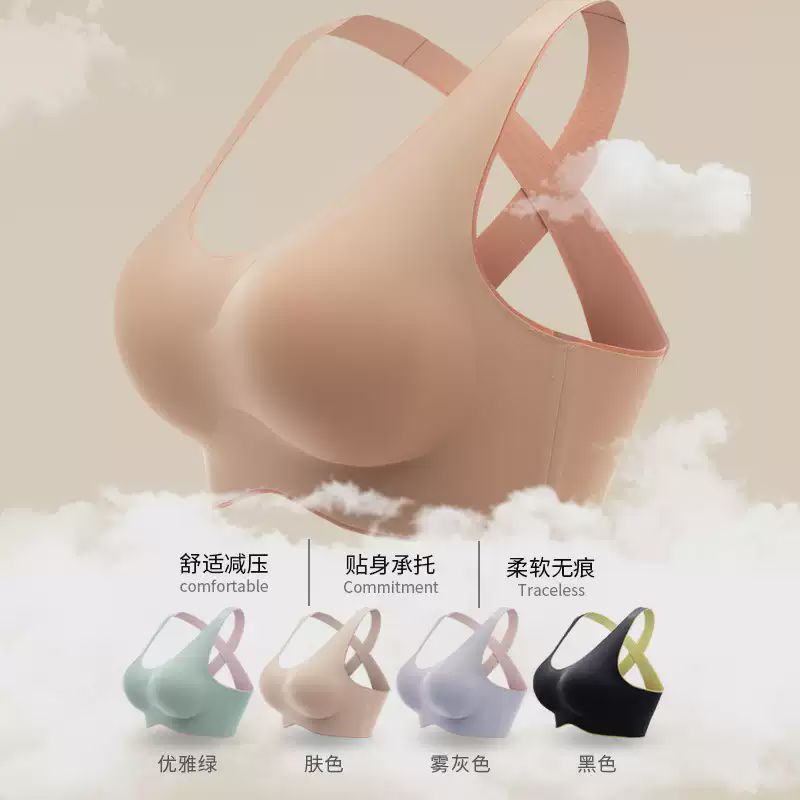 舒适减压
comfortable
贴身承托
Commitment
柔软无痕
Traceless
优雅绿
肤色
雾灰色
黑色